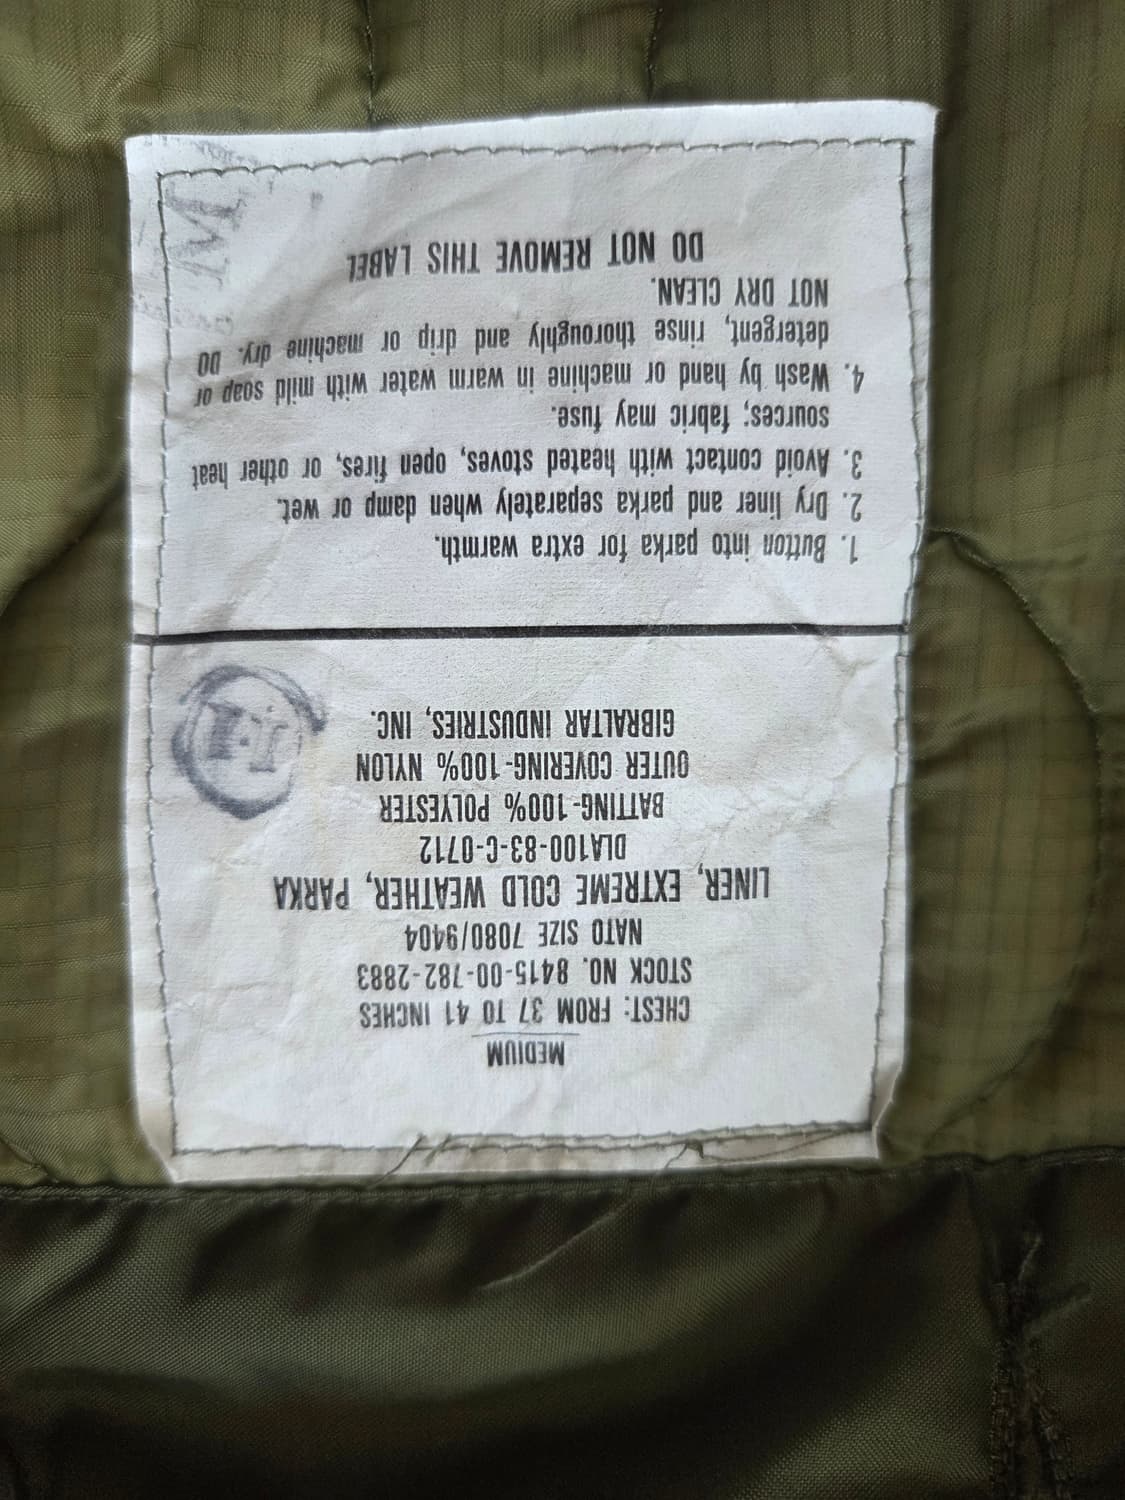 MEDIUM
CHEST: FROM 37 TO 41 INCHES
STOCK NO. 8415-00-782-2883
NATO SIZE 7080/9404
LINER, EXTREME COLD WEATHER, PARKA
DLA100-83-C-0712
BATTING-100% POLYESTER
OUTER COVERING-100% NYLON
GIBRALTAR INDUSTRIES, INC.
1. Button into parka for extra warmth.
2. Dry liner and parka separately when damp or wet.
3. Avoid contact with heated stoves, open fires, or other heat
sources; fabric may fuse.
4. Wash by hand or machine in warm water with mild soap or
detergent, rinse thoroughly and drip or machine dry. DO
NOT DRY CLEAN.
DO NOT REMOVE THIS LABEL
M